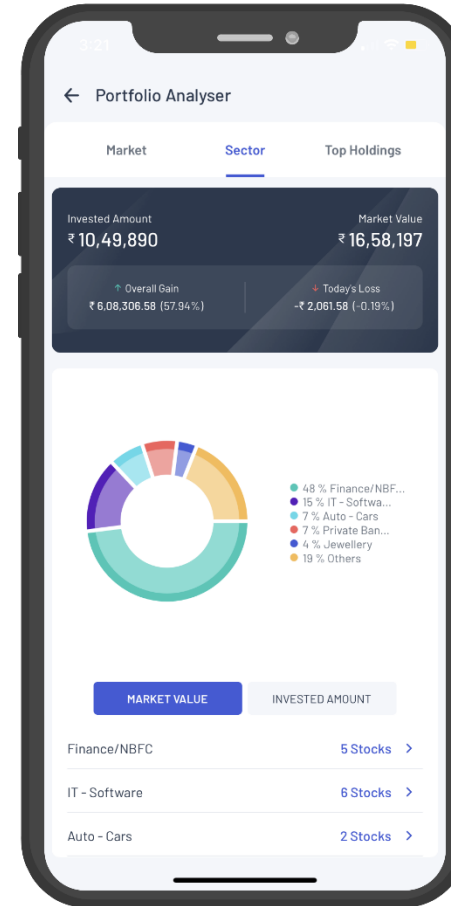 3:21
← Portfolio Analyser
Market Sector Top Holdings
Invested Amount Market Value
₹ 10,49,890 ₹ 16,58,197
↑ Overall Gain ↓ Today's Loss
₹ 6,08,306.58 (57.94%) -₹ 2,061.58 (-0.19%)
48 % Finance/NBF...
15 % IT - Softwa...
7 % Auto - Cars
7 % Private Ban...
4 % Jewellery
19 % Others
MARKET VALUE INVESTED AMOUNT
Finance/NBFC 5 Stocks >
IT - Software 6 Stocks >
Auto - Cars 2 Stocks >